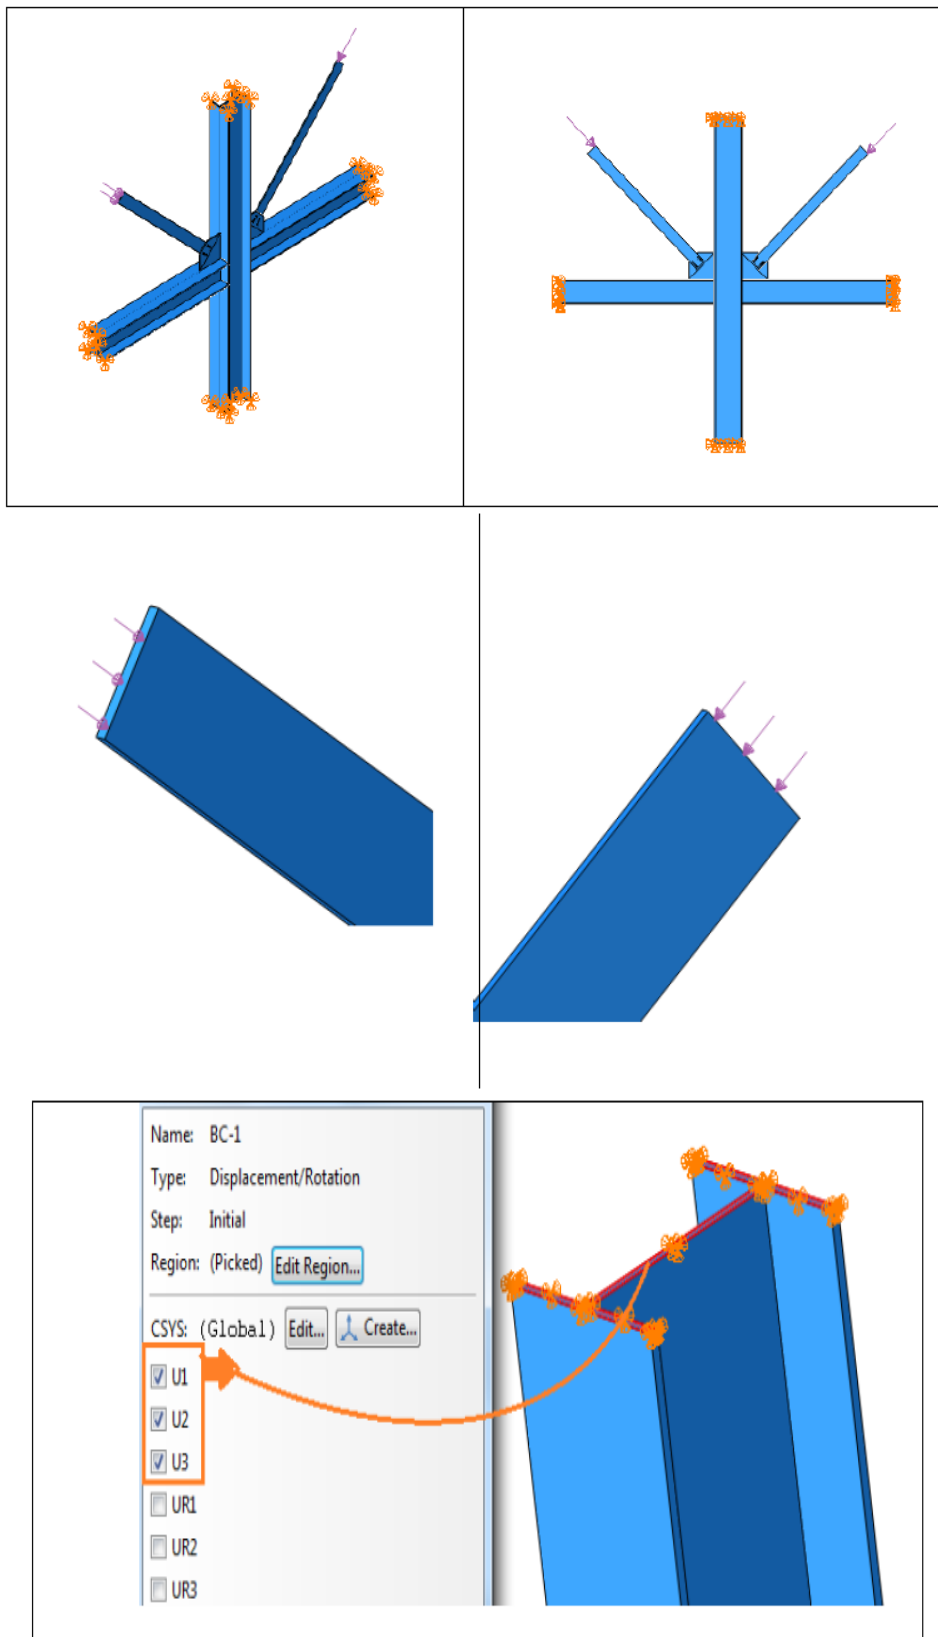 Name: BC-1
Type: Displacement/Rotation
Step: Initial
Region: (Picked) Edit Region...
CSYS: (Global) Edit... Create...
U1
U2
U3
UR1
UR2
UR3